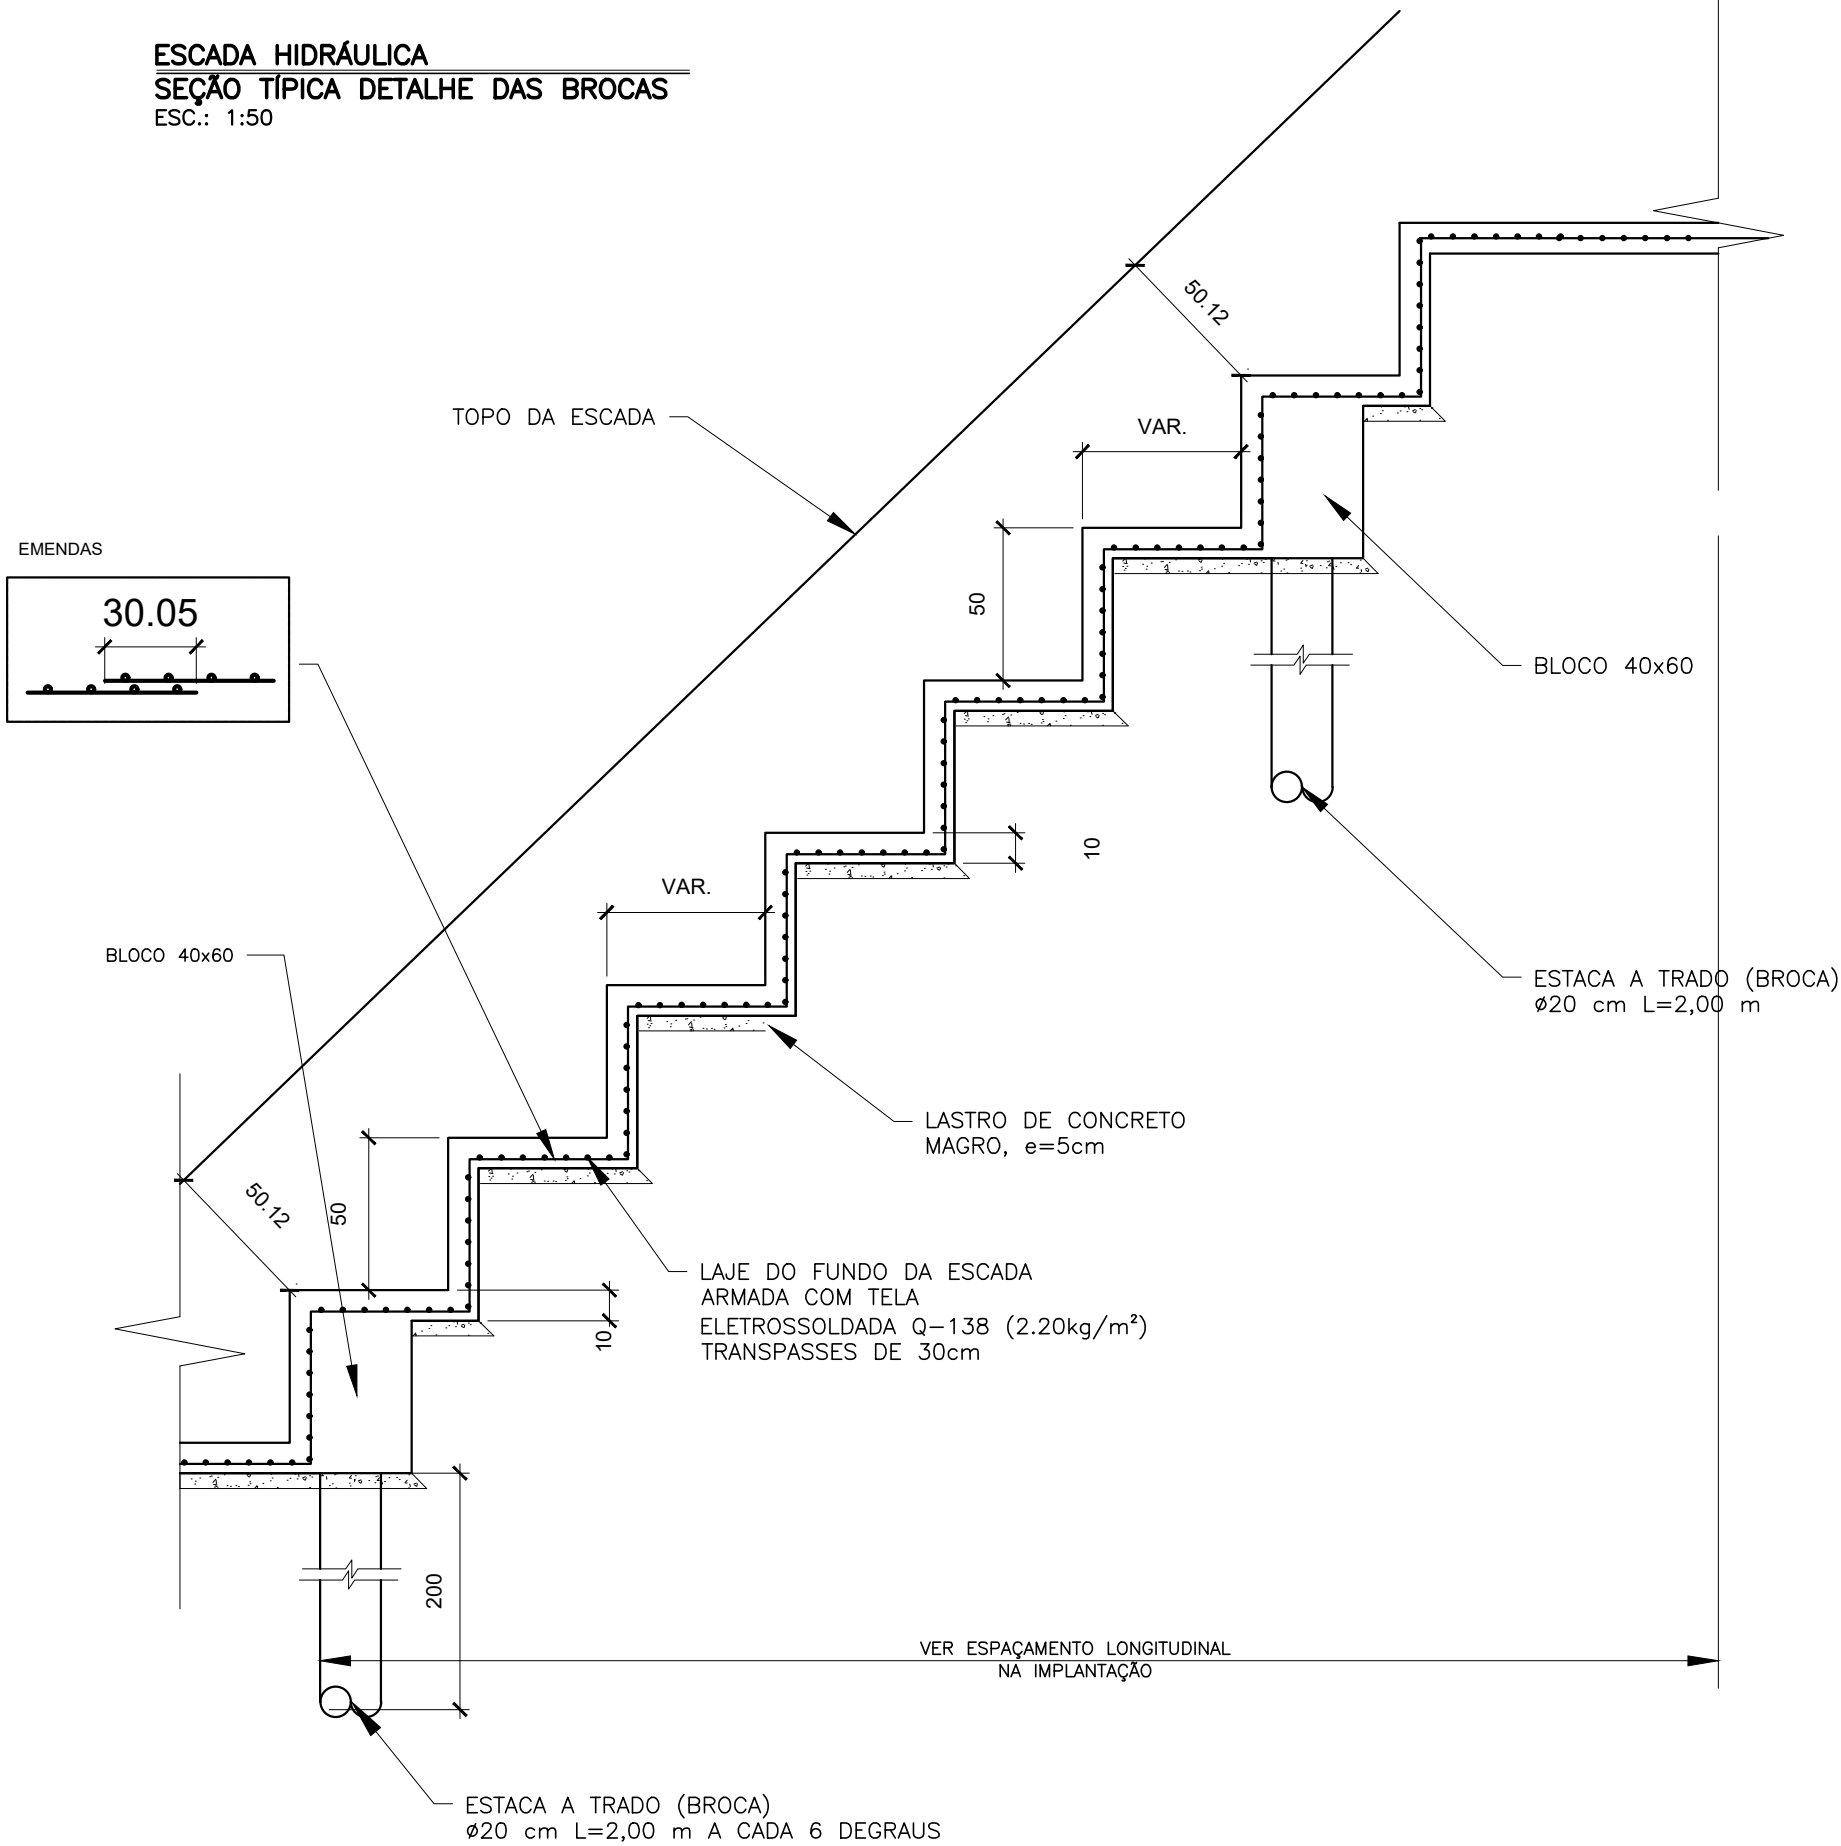 ESCADA HIDRÁULICA
SEÇÃO TÍPICA DETALHE DAS BROCAS
ESC.: 1:50
50.12
TOPO DA ESCADA
VAR.
EMENDAS
30.05
50
BLOCO 40x60
10
VAR.
BLOCO 40x60
ESTACA A TRADO (BROCA)
ø20 cm L=2,00 m
LASTRO DE CONCRETO
MAGRO, e=5cm
50.12
50
LAJE DO FUNDO DA ESCADA
ARMADA COM TELA
ELETROSSOLDADA Q-138 (2.20kg/m²)
TRANSPASSES DE 30cm
10
200
VER ESPAÇAMENTO LONGITUDINAL
NA IMPLANTAÇÃO
ESTACA A TRADO (BROCA)
ø20 cm L=2,00 m A CADA 6 DEGRAUS